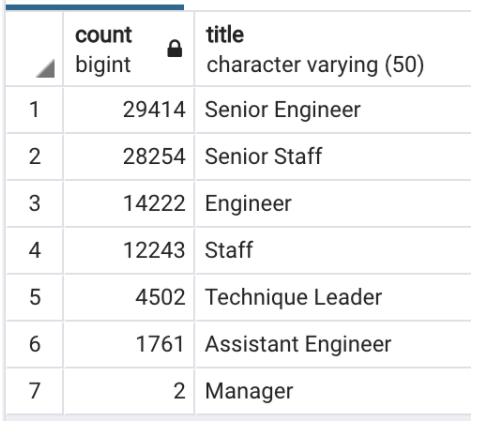 count title
bigint character varying (50)
1 29414 Senior Engineer
2 28254 Senior Staff
3 14222 Engineer
4 12243 Staff
5 4502 Technique Leader
6 1761 Assistant Engineer
7 2 Manager